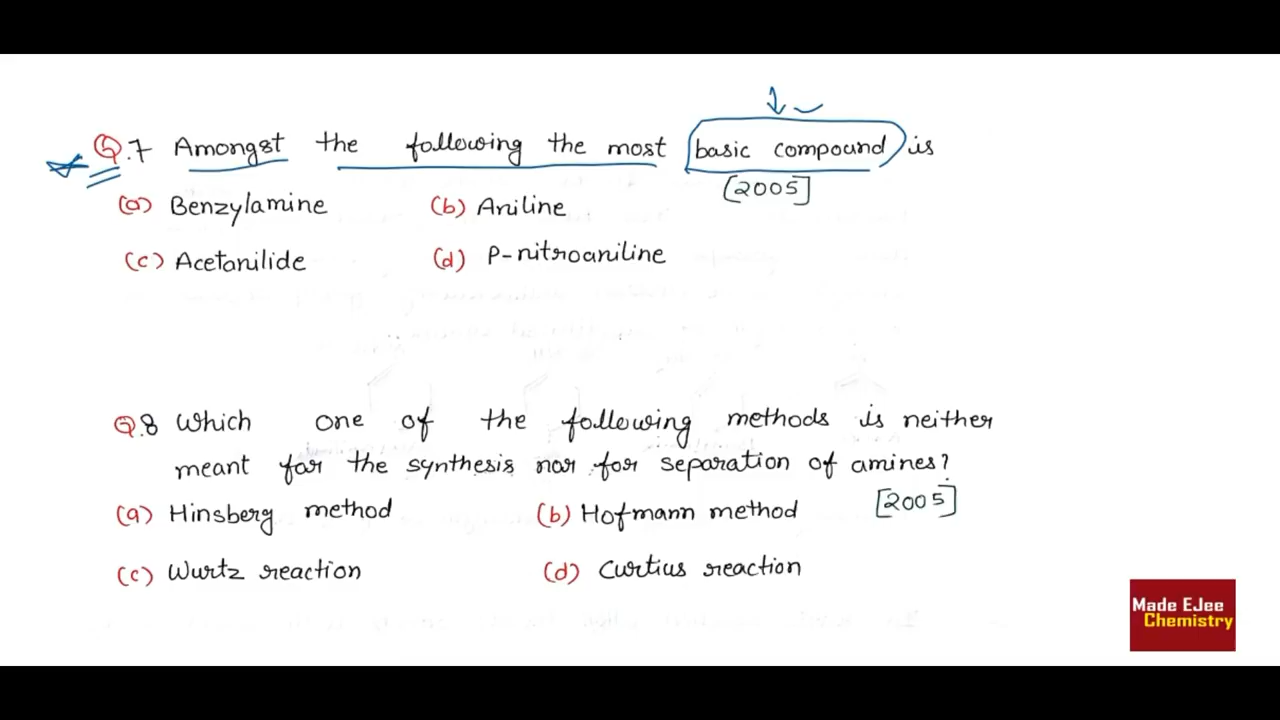 Q.7 Amongst the following the most basic compound is
[2005]
(a) Benzylamine (b) Aniline
(c) Acetanilide (d) P-nitroaniline
Q.8 Which one of the following methods is neither
meant for the synthesis nor for separation of amines?
(a) Hinsberg method (b) Hofmann method [2005]
(c) Wurtz reaction (d) Curtius reaction
Made EJee
Chemistry